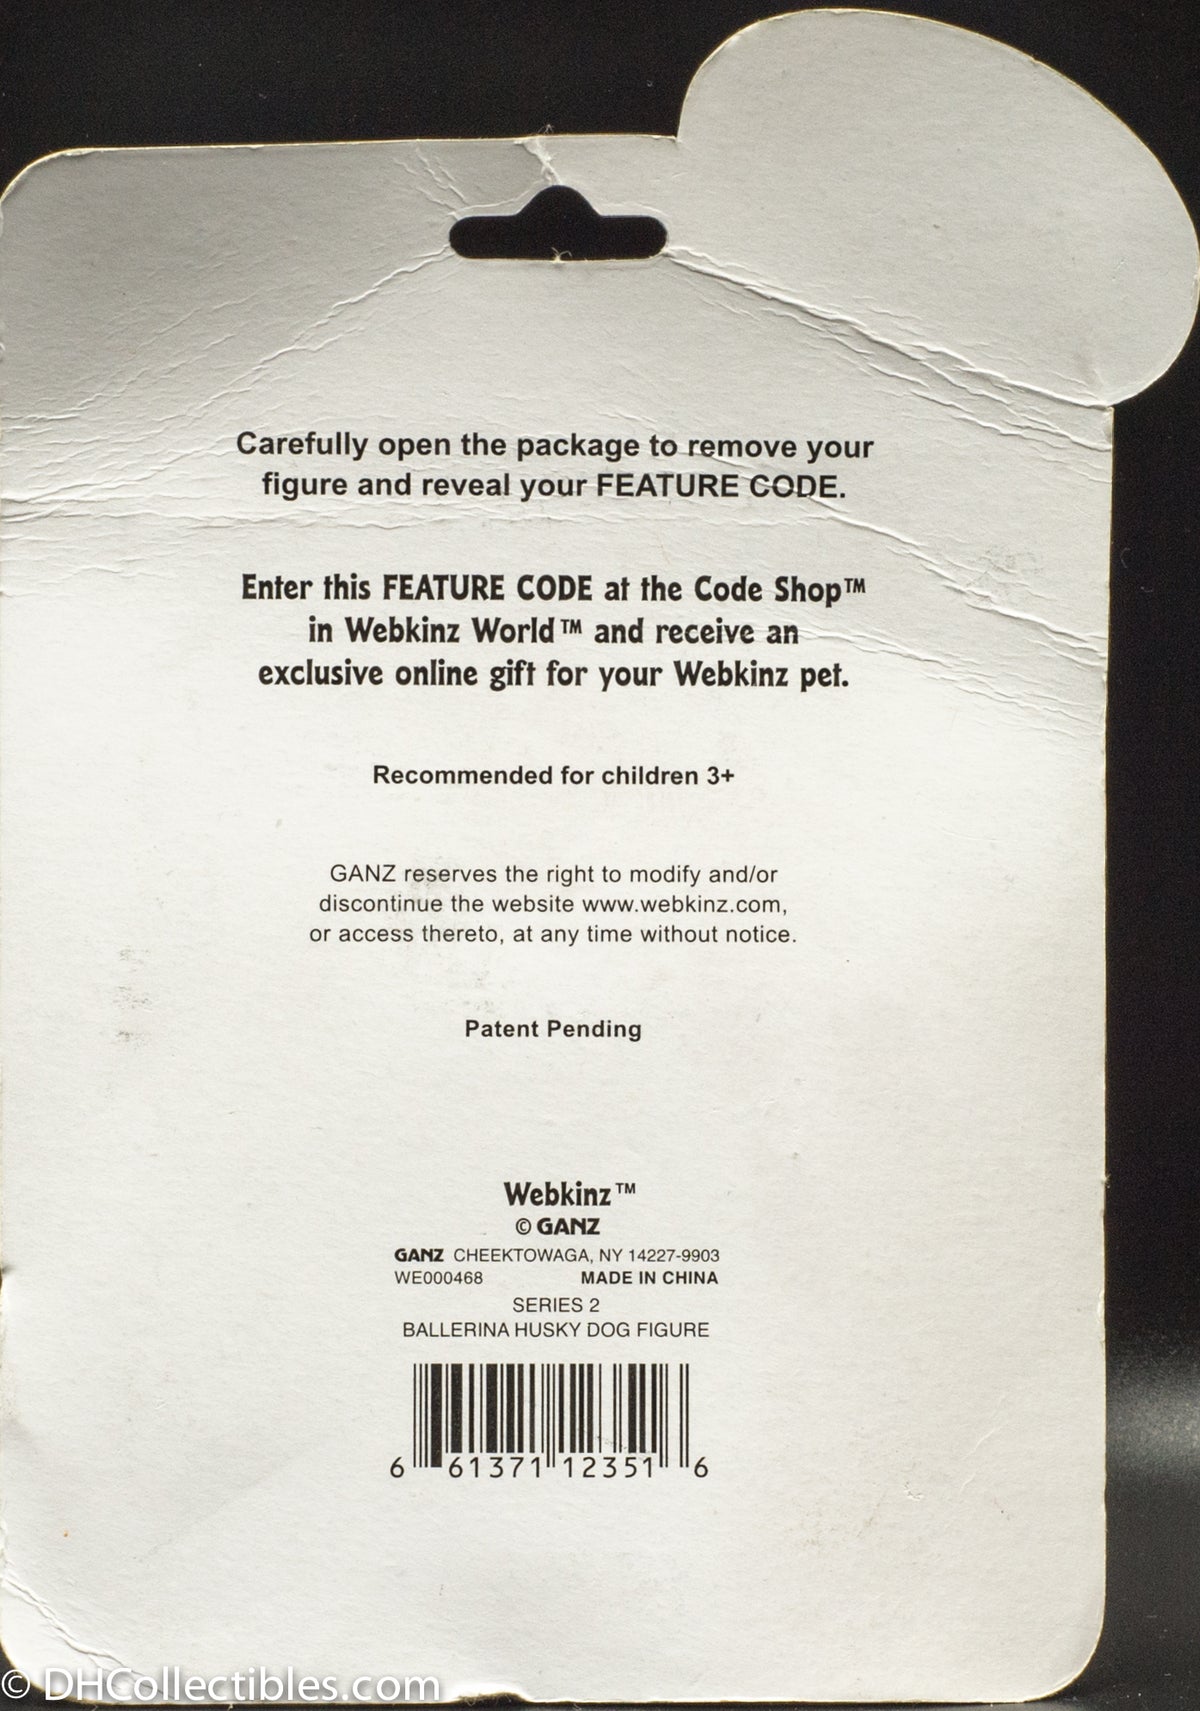 Carefully open the package to remove your
figure and reveal your FEATURE CODE.
Enter this FEATURE CODE at the Code Shop™
in Webkinz World™ and receive an
exclusive online gift for your Webkinz pet.
Recommended for children 3+
GANZ reserves the right to modify and/or
discontinue the website www.webkinz.com,
or access thereto, at any time without notice.
Patent Pending
Webkinz™
© GANZ
GANZ CHEEKTOWAGA, NY 14227-9903
WE000468 MADE IN CHINA
SERIES 2
BALLERINA HUSKY DOG FIGURE
6 61371 12351 6
© DHCollectibles.com